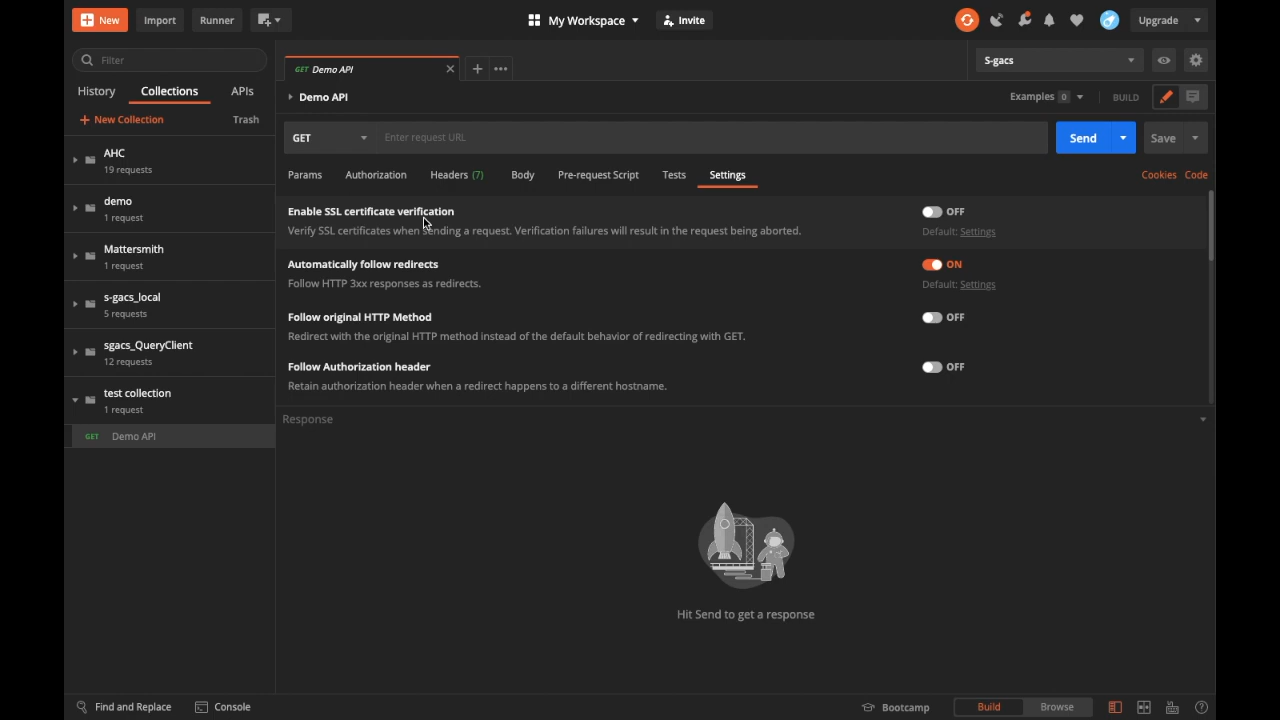 New
Import
Runner
My Workspace
Invite
Upgrade
Filter
GET Demo API
S-gacs
History
Collections
APIs
Demo API
Examples 0
BUILD
New Collection
Trash
GET
Enter request URL
Send
Save
AHC
19 requests
Params
Authorization
Headers (7)
Body
Pre-request Script
Tests
Settings
Cookies
Code
demo
1 request
Enable SSL certificate verification
OFF
Verify SSL certificates when sending a request. Verification failures will result in the request being aborted.
Default: Settings
Mattersmith
1 request
Automatically follow redirects
ON
Follow HTTP 3xx responses as redirects.
Default: Settings
s-gacs_local
5 requests
Follow original HTTP Method
OFF
Redirect with the original HTTP method instead of the default behavior of redirecting with GET.
sgacs_QueryClient
12 requests
Follow Authorization header
OFF
Retain authorization header when a redirect happens to a different hostname.
test collection
1 request
Response
GET Demo API
Hit Send to get a response
Find and Replace
Console
Bootcamp
Build
Browse